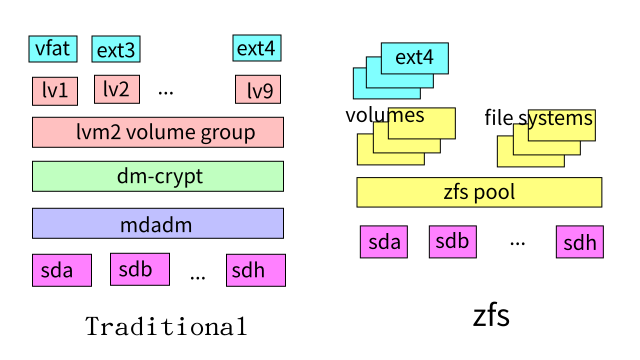 vfat ext3 ext4
lv1 lv2 ... lv9
lvm2 volume group
dm-crypt
mdadm
sda sdb ... sdh
Traditional
ext4
volumes file systems
zfs pool
sda sdb ... sdh
zfs